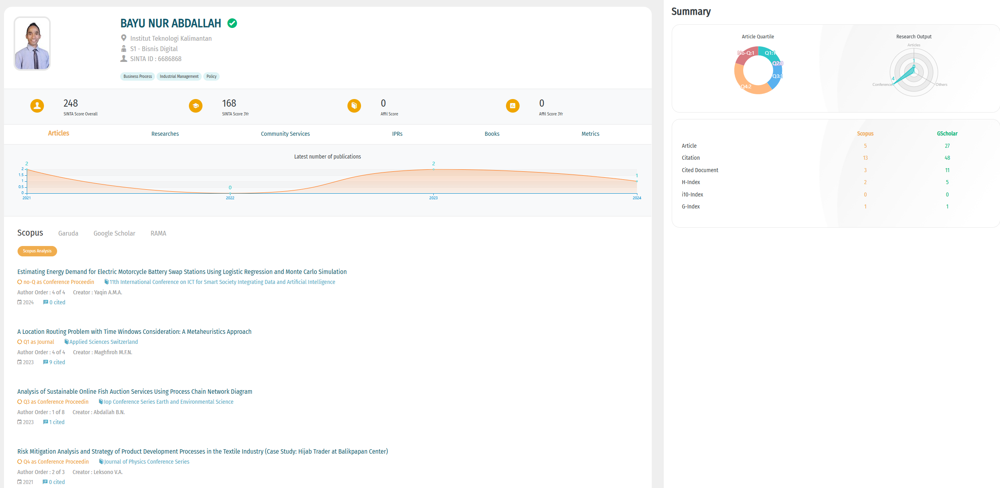 BAYU NUR ABDALLAH
Institut Teknologi Kalimantan
S1 - Bisnis Digital
SINTA ID : 6686868
Business Process Industrial Management Policy
248
SINTA Score Overall
168
SINTA Score 3Yr
0
Affil Score
0
Affil Score 3Yr
Articles Researches Community Services IPRs Books Metrics
Latest number of publications
2 0 2 1
2
1.5
1
0.5
0
2021 2022 2023 2024
Scopus Garuda Google Scholar RAMA
Scopus Analysis
Estimating Energy Demand for Electric Motorcycle Battery Swap Stations Using Logistic Regression and Monte Carlo Simulation
no-Q as Conference Proceedin 11th International Conference on ICT for Smart Society Integrating Data and Artificial Intelligence
Author Order : 4 of 4 Creator : Yaqin A.M.A.
2024 0 cited
A Location Routing Problem with Time Windows Consideration: A Metaheuristics Approach
Q1 as Journal Applied Sciences Switzerland
Author Order : 4 of 4 Creator : Maghfiroh M.F.N.
2023 9 cited
Analysis of Sustainable Online Fish Auction Services Using Process Chain Network Diagram
Q3 as Conference Proceedin Iop Conference Series Earth and Environmental Science
Author Order : 1 of 8 Creator : Abdallah B.N.
2023 1 cited
Risk Mitigation Analysis and Strategy of Product Development Processes in the Textile Industry (Case Study: Hijab Trader at Balikpapan Center)
Q4 as Conference Proceedin Journal of Physics Conference Series
Author Order : 2 of 3 Creator : Leksono V.A.
2021 0 cited
Summary
Article Quartile
No-Q:1 Q1:1
Q2:0
Q3:1
Q4:2
Research Output
Articles
1
4
Conference Others
Scopus GScholar
Article 5 27
Citation 13 48
Cited Document 3 11
H-Index 2 5
i10-Index 0 0
G-Index 1 1